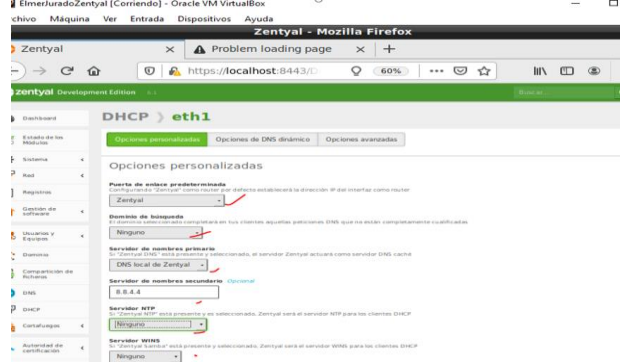 ElmerJuradoZentyal [Corriendo] - Oracle VM VirtualBox
chivo Máquina Ver Entrada Dispositivos Ayuda
Zentyal - Mozilla Firefox
Zentyal
Problem loading page
https://localhost:8443/D
60%
zentyal Development Edition
Buscar...
DHCP eth1
Opciones personalizadas Opciones de DNS dinámico Opciones avanzadas
Dashboard
Estado de los Módulos
Sistema
Red
Registros
Gestión de software
Usuarios y Equipos
Dominio
Compartición de ficheros
DNS
DHCP
Cortafuegos
Autoridad de certificación
Opciones personalizadas
Puerta de enlace predeterminada
Configurando "Zentyal" como router por defecto establecerá la dirección IP del interfaz como router
Zentyal
Dominio de búsqueda
El dominio seleccionado completará en tus clientes aquellas peticiones DNS que no están completamente cualificadas
Ninguno
Servidor de nombres primario
Si "Zentyal DNS" está presente y seleccionado, el servidor Zentyal actuará como servidor DNS caché
DNS local de Zentyal
Servidor de nombres secundario Opcional
8.8.4.4
Servidor NTP
Si "Zentyal NTP" está presente y es seleccionado, Zentyal será el servidor NTP para los clientes DHCP
Ninguno
Servidor WINS
Si "Zentyal Samba" está presente y seleccionado, Zentyal será el servidor WINS para los clientes DHCP
Ninguno